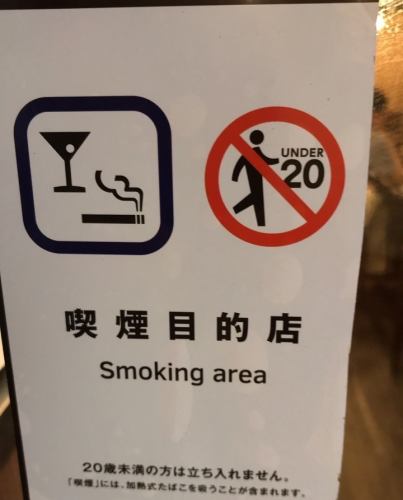 UNDER
20
喫煙目的店
Smoking area
20歳未満の方は立ち入れません。
「喫煙」には、加熱式たばこを吸うことが含まれます。